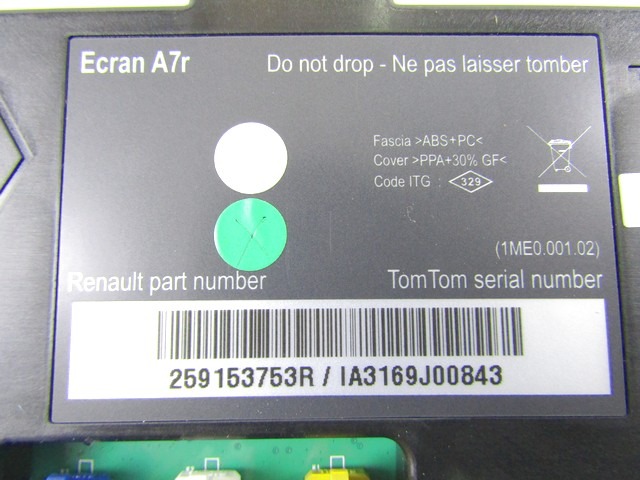 Ecran A7r
Do not drop - Ne pas laisser tomber
Fascia >ABS+PC<
Cover >PPA+30% GF<
Code ITG : 329
(1ME0.001.02)
Renault part number
TomTom serial number
259153753R / IA3169J00843